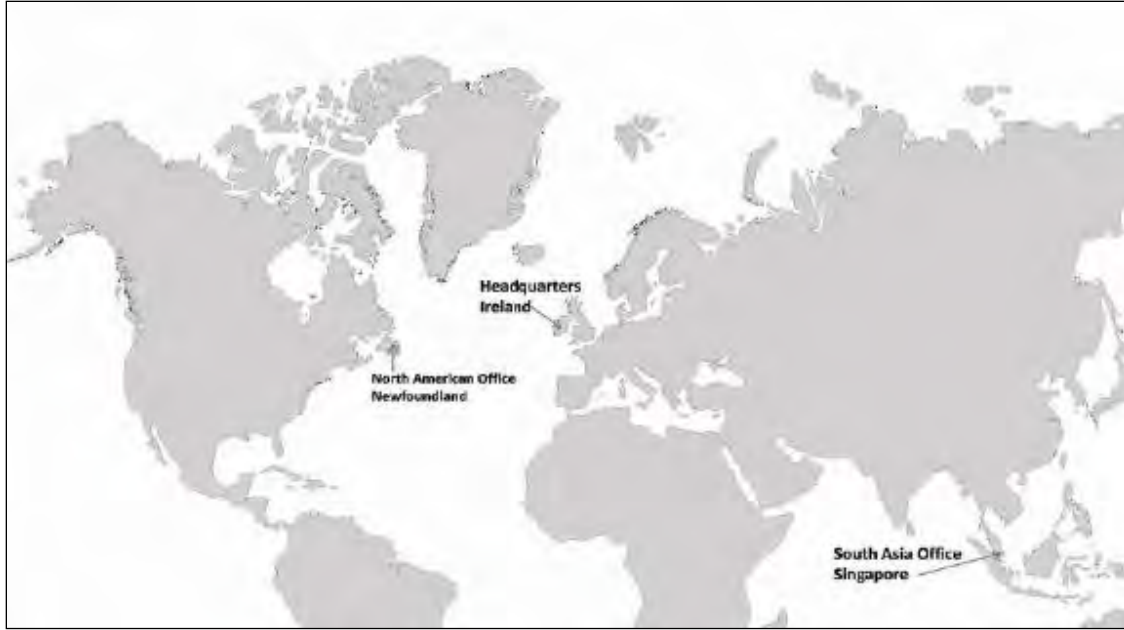 Headquarters
Ireland
North American Office
Newfoundland
South Asia Office
Singapore